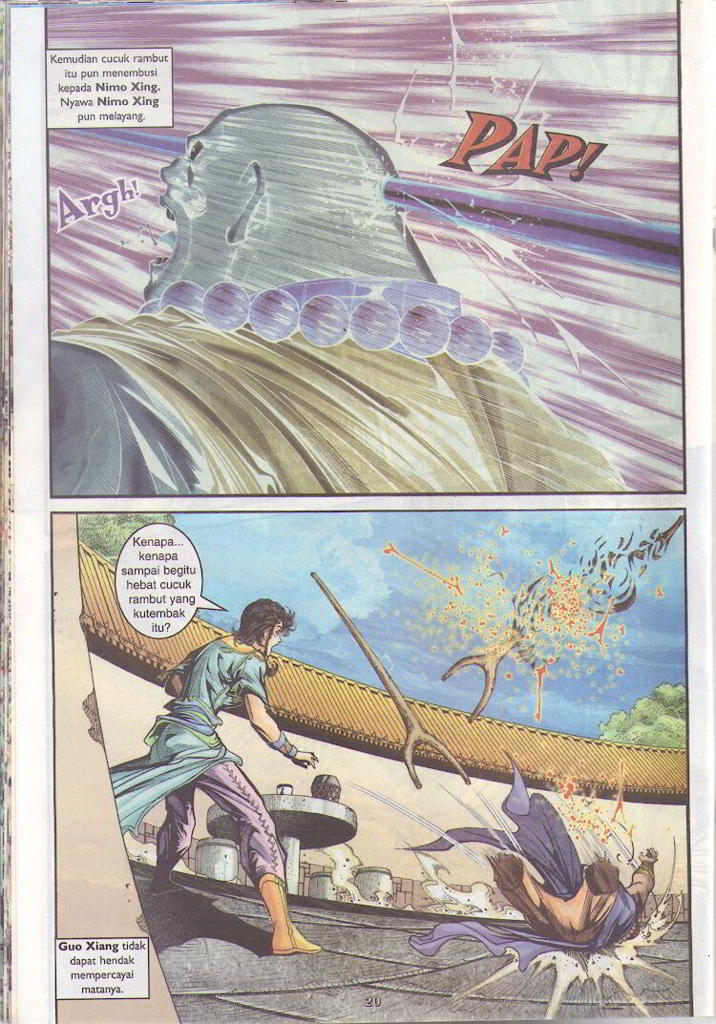 Kemudian cucuk rambut
itu pun menembusi
kepada Nimo Xing.
Nyawa Nimo Xing
pun melayang.
PAP!
Argh!
Kenapa...
kenapa
sampai begitu
hebat cucuk
rambut yang
kutembak
itu?
Guo Xiang tidak
dapat hendak
mempercayai
matanya.
20